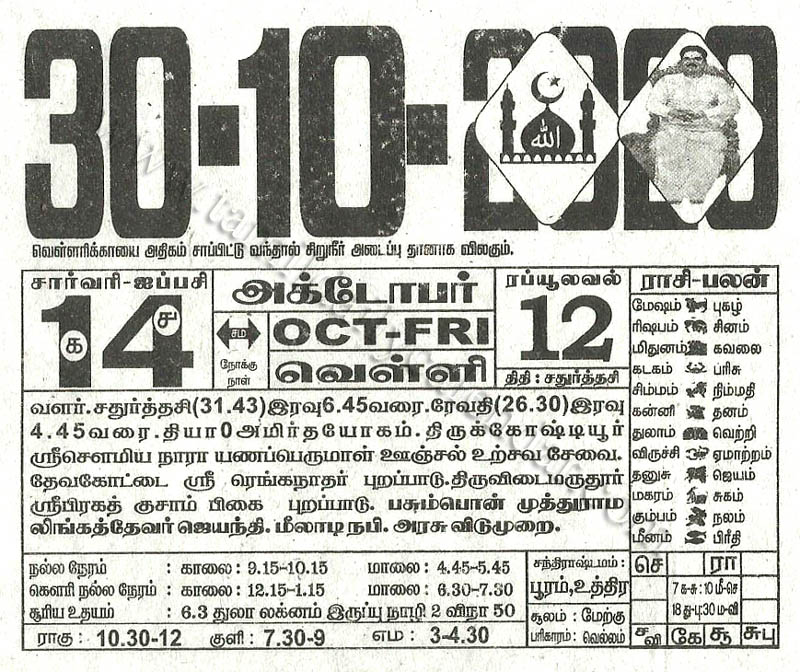 30-10-2020
الله
வெள்ளரிக்காயை அதிகம் சாப்பிட்டு வந்தால் சிறுநீர் அடைப்பு தானாக விலகும்.
சார்வரி-ஐப்பசி
14
க ச
அக்டோபர்
சம
OCT-FRI
நோக்கு
நாள்
வெள்ளி
ரப்யூலவல்
12
திதி : சதுர்த்தசி
ராசி-பலன்
மேஷம் புகழ்
ரிஷபம் சினம்
மிதுனம் கவலை
கடகம் பரிசு
சிம்மம் நிம்மதி
கன்னி தனம்
துலாம் வெற்றி
விருச்சி ஏமாற்றம்
தனுசு ஜெயம்
மகரம் சுகம்
கும்பம் நலம்
மீனம் பிரீதி
வளர்.சதுர்த்தசி(31.43)இரவு6.45வரை.ரேவதி(26.30)இரவு
4.45வரை.தியா0அமிர்தயோகம்.திருக்கோஷ்டியூர்
ஸ்ரீசௌமிய நாரா யணப்பெருமாள் ஊஞ்சல் உற்சவ சேவை.
தேவகோட்டை ஸ்ரீ ரெங்கநாதர் புறப்பாடு.திருவிடைமருதூர்
ஸ்ரீபிரகத் குசாம் பிகை புறப்பாடு. பசும்பொன் முத்துராம
லிங்கத்தேவர் ஜெயந்தி. மீலாடி நபி. அரசு விடுமுறை.
நல்ல நேரம் : காலை: 9.15-10.15 மாலை: 4.45-5.45
கௌரி நல்ல நேரம் : காலை: 12.15-1.15 மாலை: 6.30-7.30
சூரிய உதயம் : 6.3 துலா லக்னம் இருப்பு நாழி 2 விநா 50
ராகு : 10.30-12 குளி : 7.30-9 எம : 3-4.30
சந்திராஷ்டமம் :
பூரம்,உத்திர
சூலம் : மேற்கு
பரிகாரம் : வெல்லம்
செ ரா
7 க-சு : 10 மீ-செ
18 து-பு:30 ம-வி
ச வி கே சூ சுபு